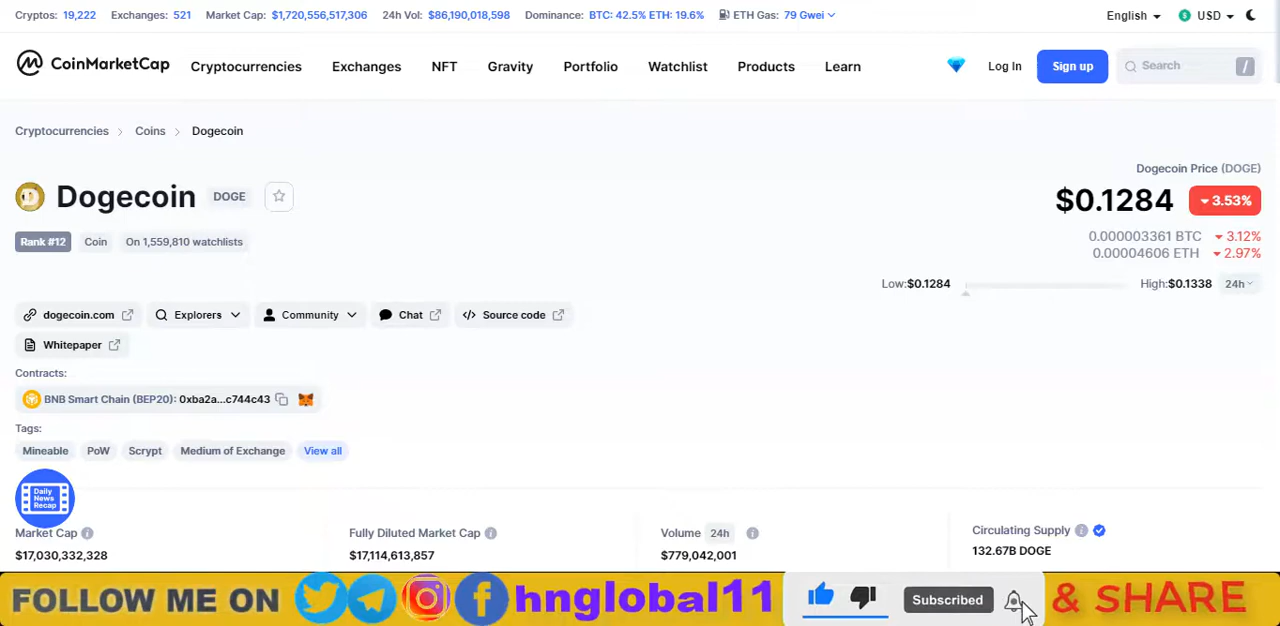 Cryptos: 19,222 Exchanges: 521 Market Cap: $1,720,556,517,306 24h Vol: $86,190,018,598 Dominance: BTC: 42.5% ETH: 19.6% ETH Gas: 79 Gwei English USD
CoinMarketCap Cryptocurrencies Exchanges NFT Gravity Portfolio Watchlist Products Learn Log In Sign up Search /
Cryptocurrencies Coins Dogecoin
Dogecoin Price (DOGE)
Dogecoin DOGE $0.1284 3.53%
Rank #12 Coin On 1,559,810 watchlists 0.000003361 BTC 3.12%
0.00004606 ETH 2.97%
Low:$0.1284 High:$0.1338 24h
dogecoin.com Explorers Community Chat Source code
Whitepaper
Contracts:
BNB Smart Chain (BEP20): 0xba2a...c744c43
Tags:
Mineable PoW Scrypt Medium of Exchange View all
Daily
News
Recap
Market Cap Fully Diluted Market Cap Volume 24h Circulating Supply
$17,030,332,328 $17,114,613,857 $779,042,001 132.67B DOGE
FOLLOW ME ON hnglobal11 Subscribed & SHARE